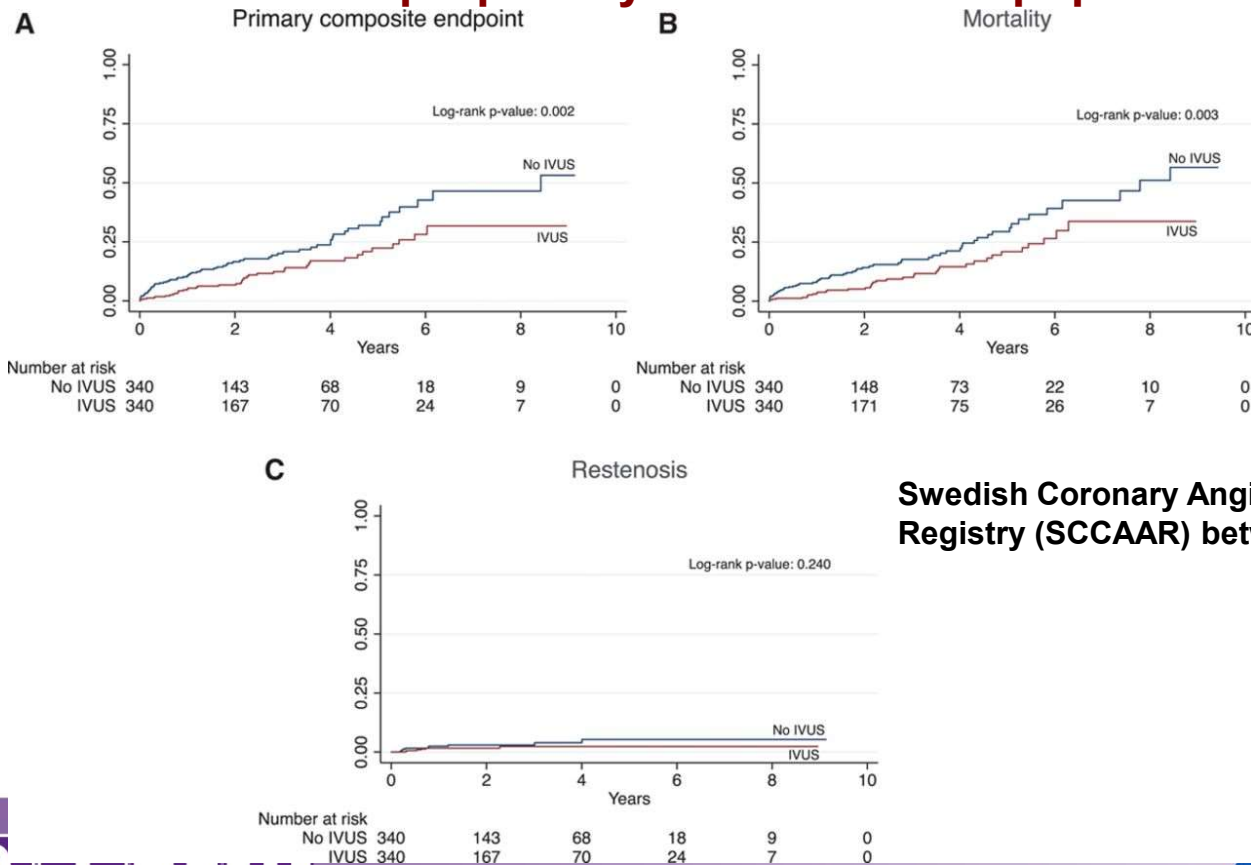 A
Primary composite endpoint
1.00
0.75
0.50
0.25
0.00
Log-rank p-value: 0.002
No IVUS
IVUS
0 2 4 6 8 10
Years
Number at risk
No IVUS 340 143 68 18 9 0
IVUS 340 167 70 24 7 0
B
Mortality
1.00
0.75
0.50
0.25
0.00
Log-rank p-value: 0.003
No IVUS
IVUS
0 2 4 6 8 10
Years
Number at risk
No IVUS 340 148 73 22 10 0
IVUS 340 171 75 26 7 0
C
Restenosis
1.00
0.75
0.50
0.25
0.00
Log-rank p-value: 0.240
No IVUS
IVUS
0 2 4 6 8 10
Years
Number at risk
No IVUS 340 143 68 18 9 0
IVUS 340 167 70 24 7 0
Swedish Coronary Angi
Registry (SCCAAR) bet